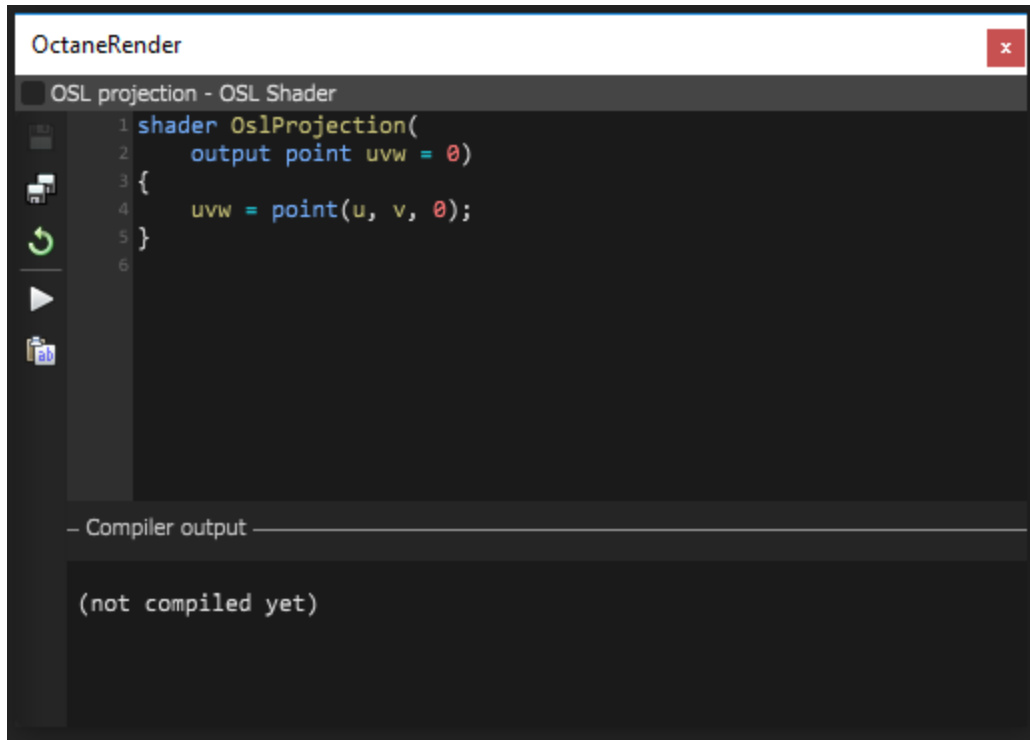 OctaneRender
x
OSL projection - OSL Shader
1 shader OslProjection(
2     output point uvw = 0)
3 {
4     uvw = point(u, v, 0);
5 }
6
ab
— Compiler output —
(not compiled yet)